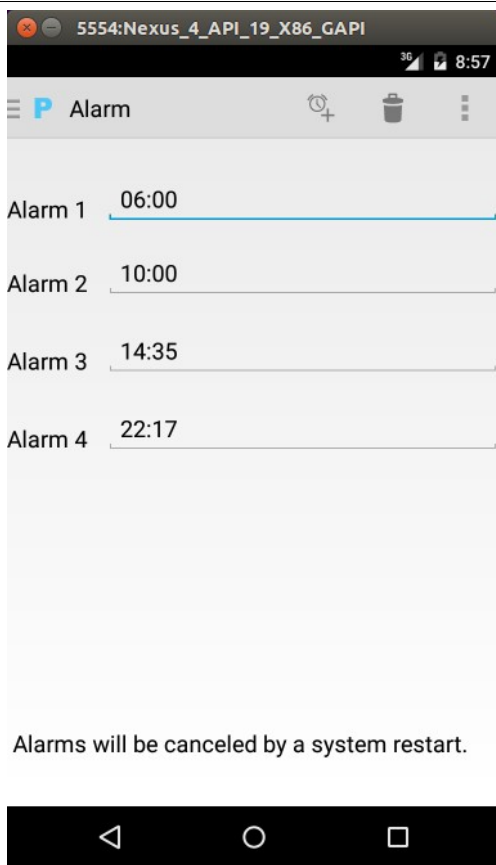 5554:Nexus_4_API_19_X86_GAPI
3G 8:57
P Alarm
Alarm 1 06:00
Alarm 2 10:00
Alarm 3 14:35
Alarm 4 22:17
Alarms will be canceled by a system restart.